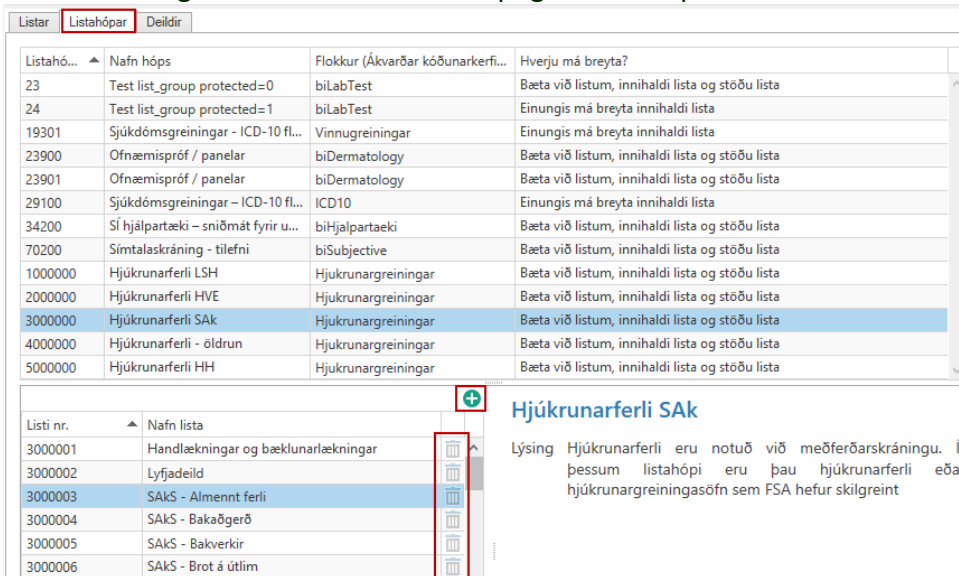 Listar Listahópar Deildir
Listahó... Nafn hóps Flokkur (Ákvarðar kóðunarkerfi... Hverju má breyta?
23 Test list_group protected=0 biLabTest Bæta við listum, innihaldi lista og stöðu lista
24 Test list_group protected=1 biLabTest Einungis má breyta innihaldi lista
19301 Sjúkdómsgreiningar - ICD-10 fl... Vinnugreiningar Einungis má breyta innihaldi lista
23900 Ofnæmispróf / panelar biDermatology Bæta við listum, innihaldi lista og stöðu lista
23901 Ofnæmispróf / panelar biDermatology Bæta við listum, innihaldi lista og stöðu lista
29100 Sjúkdómsgreiningar – ICD-10 fl... ICD10 Einungis má breyta innihaldi lista
34200 SÍ hjálpartæki – sniðmát fyrir u... biHjalpartaeki Bæta við listum, innihaldi lista og stöðu lista
70200 Símtalaskráning - tilefni biSubjective Bæta við listum, innihaldi lista og stöðu lista
1000000 Hjúkrunarferli LSH Hjukrunargreiningar Bæta við listum, innihaldi lista og stöðu lista
2000000 Hjúkrunarferli HVE Hjukrunargreiningar Bæta við listum, innihaldi lista og stöðu lista
3000000 Hjúkrunarferli SAk Hjukrunargreiningar Bæta við listum, innihaldi lista og stöðu lista
4000000 Hjúkrunarferli - öldrun Hjukrunargreiningar Bæta við listum, innihaldi lista og stöðu lista
5000000 Hjúkrunarferli HH Hjukrunargreiningar Bæta við listum, innihaldi lista og stöðu lista
Listi nr. Nafn lista
3000001 Handlækningar og bæklunarlækningar
3000002 Lyfjadeild
3000003 SAkS - Almennt ferli
3000004 SAkS - Bakaðgerð
3000005 SAkS - Bakverkir
3000006 SAkS - Brot á útlim
Hjúkrunarferli SAk
Lýsing Hjúkrunarferli eru notuð við meðferðarskráningu. Í
þessum listahópi eru þau hjúkrunarferli eða
hjúkrunargreiningasöfn sem FSA hefur skilgreint